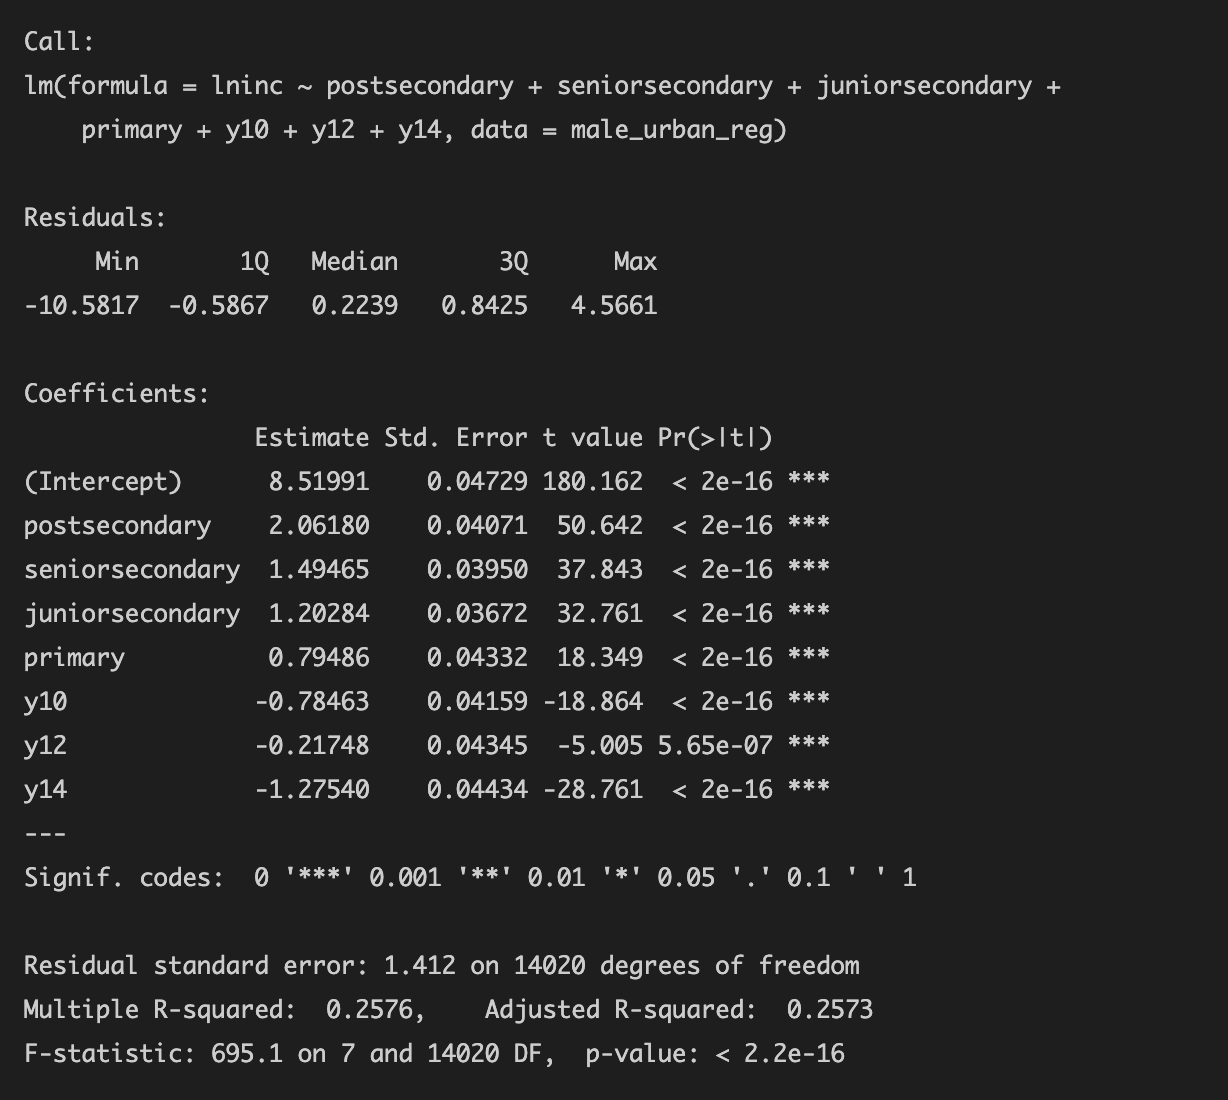 Call:
lm(formula = lninc ~ postsecondary + seniorsecondary + juniorsecondary +
    primary + y10 + y12 + y14, data = male_urban_reg)

Residuals:
     Min       1Q   Median       3Q      Max
-10.5817  -0.5867   0.2239   0.8425   4.5661

Coefficients:
                Estimate Std. Error t value Pr(>|t|)
(Intercept)      8.51991    0.04729 180.162  < 2e-16 ***
postsecondary    2.06180    0.04071  50.642  < 2e-16 ***
seniorsecondary  1.49465    0.03950  37.843  < 2e-16 ***
juniorsecondary  1.20284    0.03672  32.761  < 2e-16 ***
primary          0.79486    0.04332  18.349  < 2e-16 ***
y10             -0.78463    0.04159 -18.864  < 2e-16 ***
y12             -0.21748    0.04345  -5.005 5.65e-07 ***
y14             -1.27540    0.04434 -28.761  < 2e-16 ***
---
Signif. codes:  0 '***' 0.001 '**' 0.01 '*' 0.05 '.' 0.1 ' ' 1

Residual standard error: 1.412 on 14020 degrees of freedom
Multiple R-squared:  0.2576,    Adjusted R-squared:  0.2573
F-statistic: 695.1 on 7 and 14020 DF,  p-value: < 2.2e-16